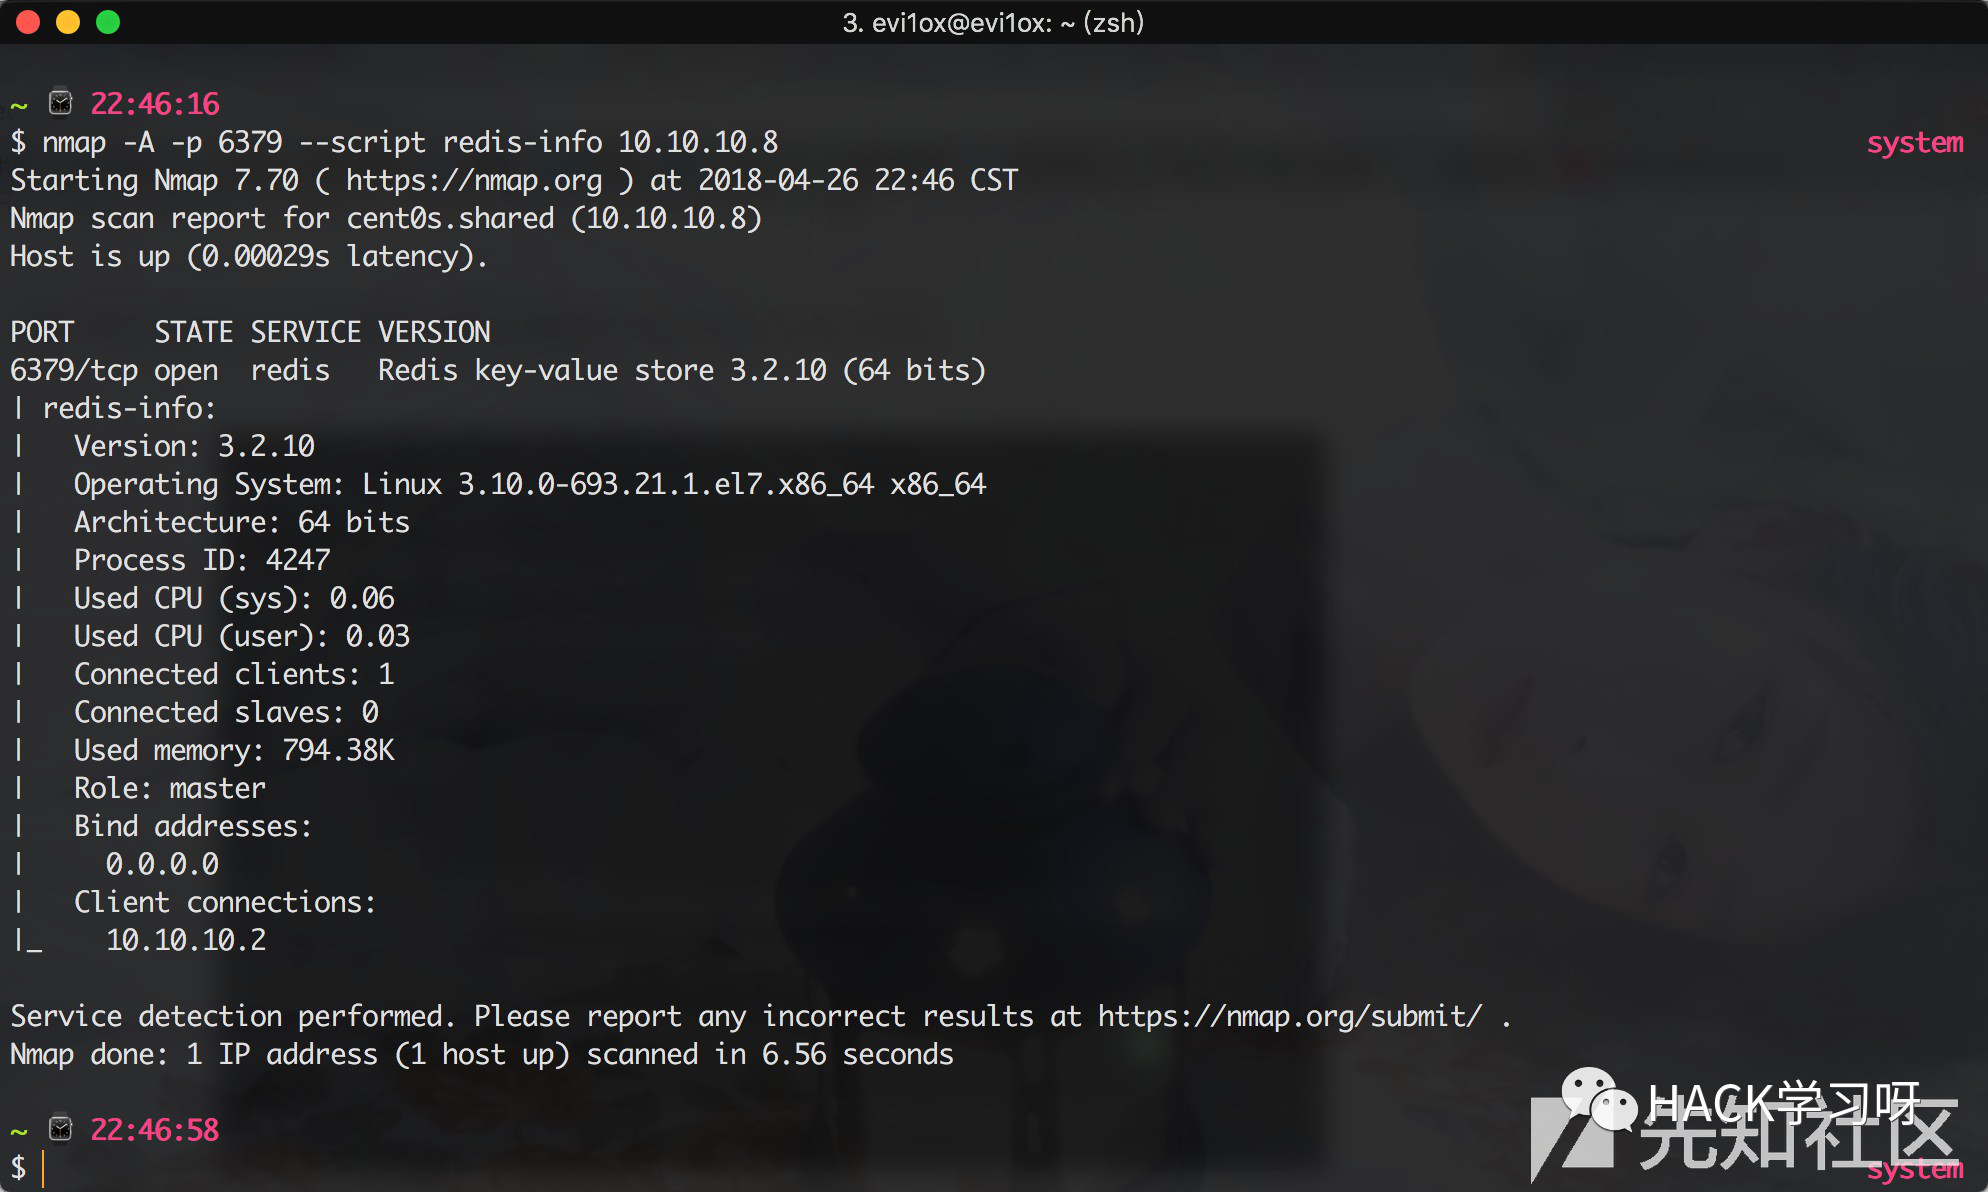 3. evi1ox@evi1ox: ~ (zsh)
~ 22:46:16
$ nmap -A -p 6379 --script redis-info 10.10.10.8 system
Starting Nmap 7.70 ( https://nmap.org ) at 2018-04-26 22:46 CST
Nmap scan report for cent0s.shared (10.10.10.8)
Host is up (0.00029s latency).
PORT     STATE SERVICE VERSION
6379/tcp open  redis   Redis key-value store 3.2.10 (64 bits)
| redis-info:
|   Version: 3.2.10
|   Operating System: Linux 3.10.0-693.21.1.el7.x86_64 x86_64
|   Architecture: 64 bits
|   Process ID: 4247
|   Used CPU (sys): 0.06
|   Used CPU (user): 0.03
|   Connected clients: 1
|   Connected slaves: 0
|   Used memory: 794.38K
|   Role: master
|   Bind addresses:
|     0.0.0.0
|   Client connections:
|_    10.10.10.2
Service detection performed. Please report any incorrect results at https://nmap.org/submit/ .
Nmap done: 1 IP address (1 host up) scanned in 6.56 seconds
~ 22:46:58
$ system
HACK学习呀
先知社区